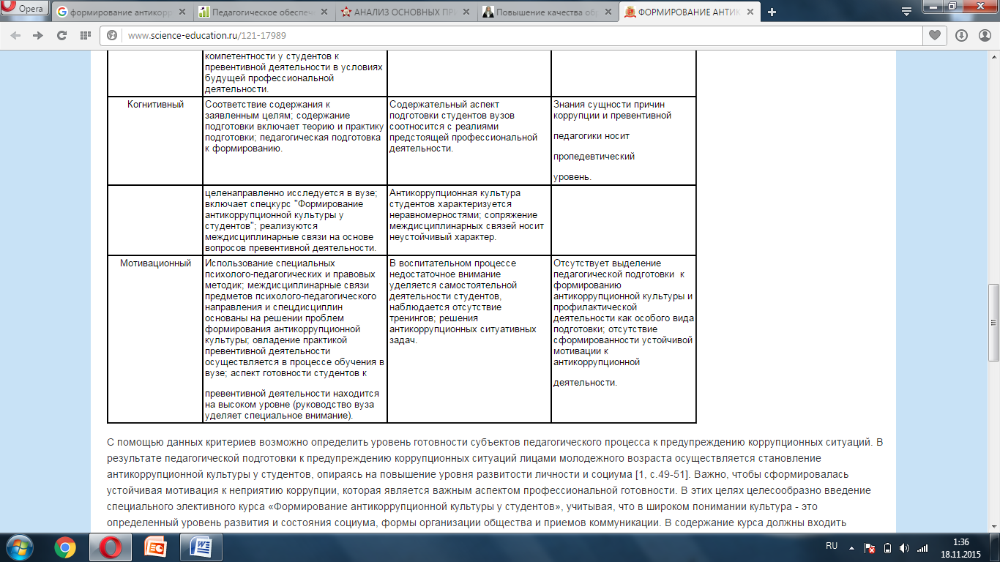 Opera
формирование антикорр
Педагогическое обеспече
АНАЛИЗ ОСНОВНЫХ ПРИ
Повышение качества обр
ФОРМИРОВАНИЕ АНТИК
www.science-education.ru/121-17989
компетентности у студентов к
превентивной деятельности в условиях
будущей профессиональной
деятельности.
Когнитивный
Соответствие содержания к
заявленным целям; содержание
подготовки включает теорию и практику
подготовки; педагогическая подготовка
к формированию.
Содержательный аспект
подготовки студентов вузов
соотносится с реалиями
предстоящей профессиональной
деятельности.
Знания сущности причин
коррупции и превентивной
педагогики носит
пропедевтический
уровень.
целенаправленно исследуется в вузе;
включает спецкурс "Формирование
антикоррупционной культуры у
студентов"; реализуются
междисциплинарные связи на основе
вопросов превентивной деятельности.
Антикоррупционная культура
студентов характеризуется
неравномерностями; сопряжение
междисциплинарных связей носит
неустойчивый характер.
Мотивационный
Использование специальных
психолого-педагогических и правовых
методик; междисциплинарные связи
предметов психолого-педагогического
направления и спецдисциплин
основаны на решении проблем
формирования антикоррупционной
культуры; овладение практикой
превентивной деятельности
осуществляется в процессе обучения в
вузе; аспект готовности студентов к
превентивной деятельности находится
на высоком уровне (руководство вуза
уделяет специальное внимание).
В воспитательном процессе
недостаточное внимание
уделяется самостоятельной
деятельности студентов,
наблюдается отсутствие
тренингов; решения
антикоррупционных ситуативных
задач.
Отсутствует выделение
педагогической подготовки к
формированию
антикоррупционной культуры и
профилактической
деятельности как особого вида
подготовки; отсутствие
сформированности устойчивой
мотивации к
антикоррупционной
деятельности.
С помощью данных критериев возможно определить уровень готовности субъектов педагогического процесса к предупреждению коррупционных ситуаций. В
результате педагогической подготовки к предупреждению коррупционных ситуаций лицами молодежного возраста осуществляется становление
антикоррупционной культуры у студентов, опираясь на повышение уровня развитости личности и социума [1, с.49-51]. Важно, чтобы сформировалась
устойчивая мотивация к неприятию коррупции, которая является важным аспектом профессиональной готовности. В этих целях целесообразно введение
специального элективного курса «Формирование антикоррупционной культуры у студентов», учитывая, что в широком понимании культура - это
определенный уровень развития и состояния социума, формы организации общества и приемов коммуникации. В содержание курса должны входить
RU
1:36
18.11.2015